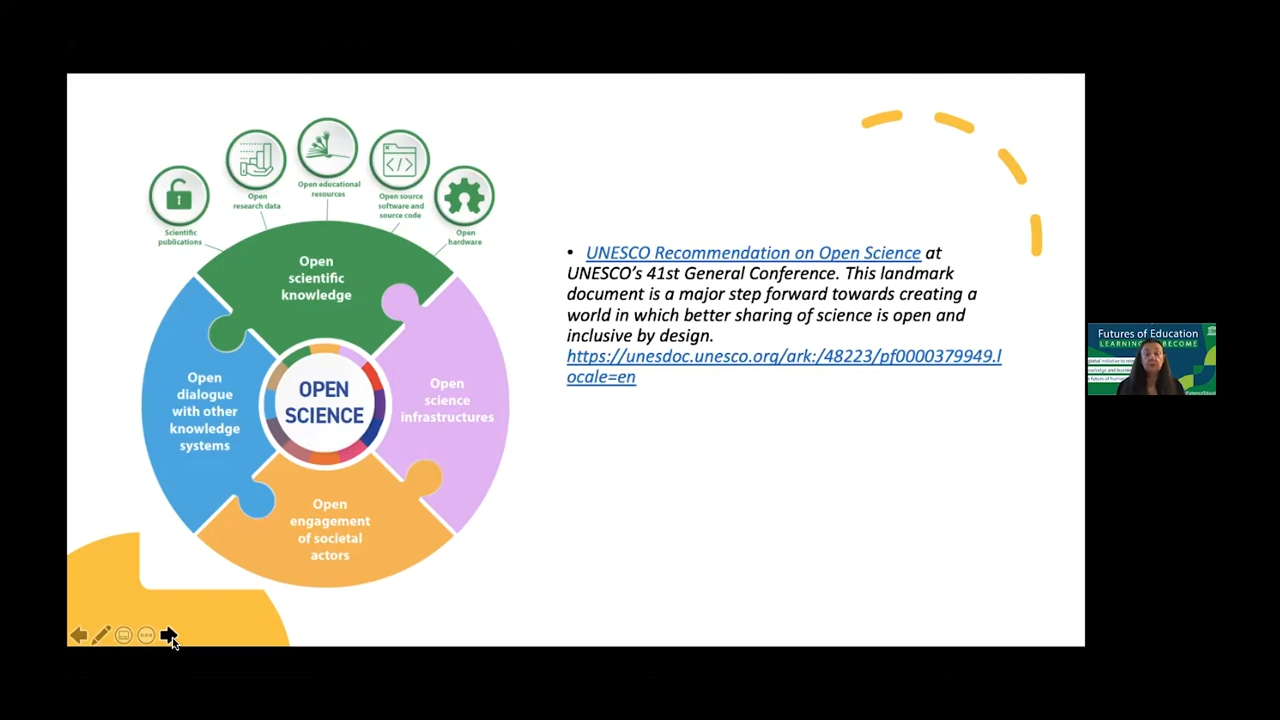 Scientific
publications
Open
research data
Open educational
resources
Open source
software and
source code
Open
hardware
Open
scientific
knowledge
Open
dialogue
with other
knowledge
systems
OPEN
SCIENCE
Open
science
infrastructures
Open
engagement
of societal
actors
• UNESCO Recommendation on Open Science at
UNESCO’s 41st General Conference. This landmark
document is a major step forward towards creating a
world in which better sharing of science is open and
inclusive by design.
https://unesdoc.unesco.org/ark:/48223/pf0000379949.l
ocale=en
Futures of Education
LEARNING BECOME